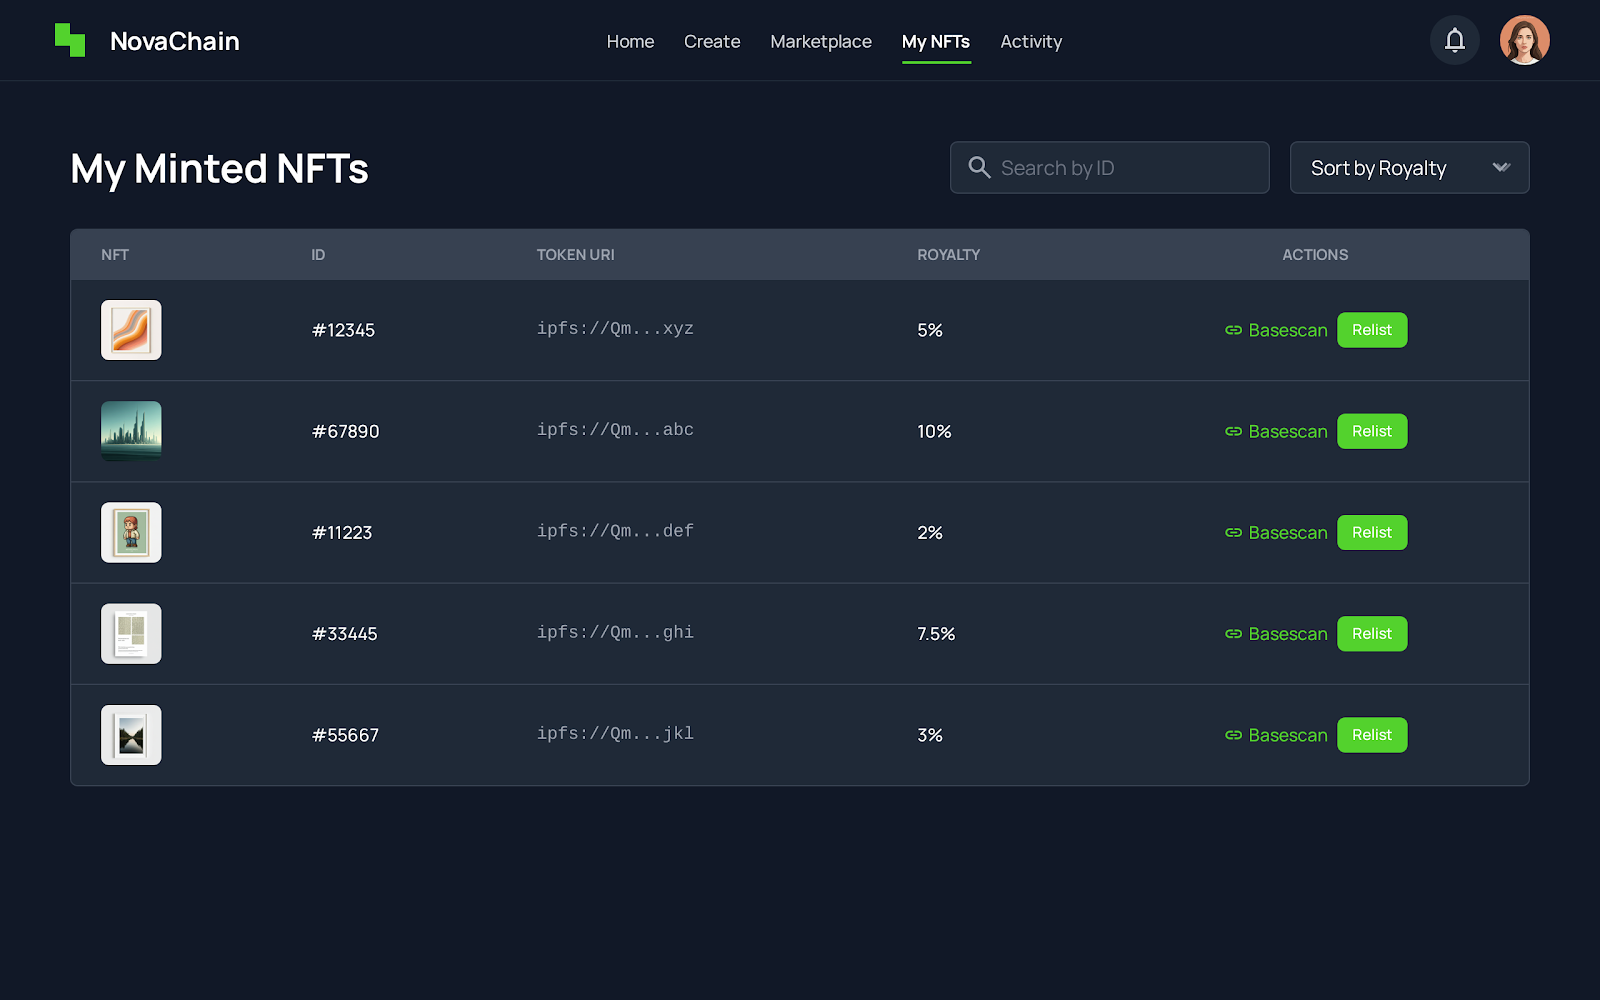 NovaChain
Home Create Marketplace My NFTs Activity
My Minted NFTs
Search by ID
Sort by Royalty
NFT ID TOKEN URI ROYALTY ACTIONS
#12345 ipfs://Qm...xyz 5% Basescan Relist
#67890 ipfs://Qm...abc 10% Basescan Relist
#11223 ipfs://Qm...def 2% Basescan Relist
#33445 ipfs://Qm...ghi 7.5% Basescan Relist
#55667 ipfs://Qm...jkl 3% Basescan Relist